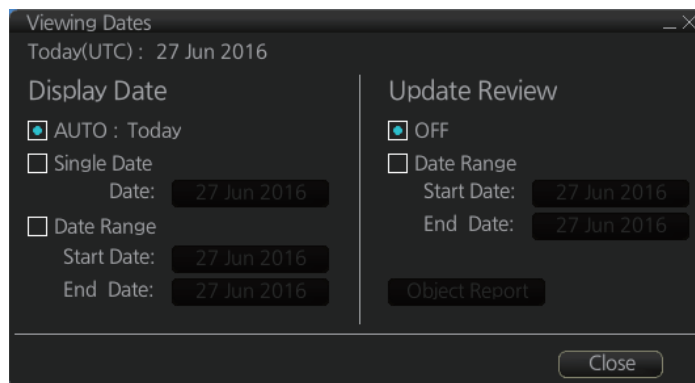 Viewing Dates
Today(UTC) : 27 Jun 2016
Display Date
AUTO : Today
Single Date
Date: 27 Jun 2016
Date Range
Start Date: 27 Jun 2016
End Date: 27 Jun 2016
Update Review
OFF
Date Range
Start Date: 27 Jun 2016
End Date: 27 Jun 2016
Object Report
Close